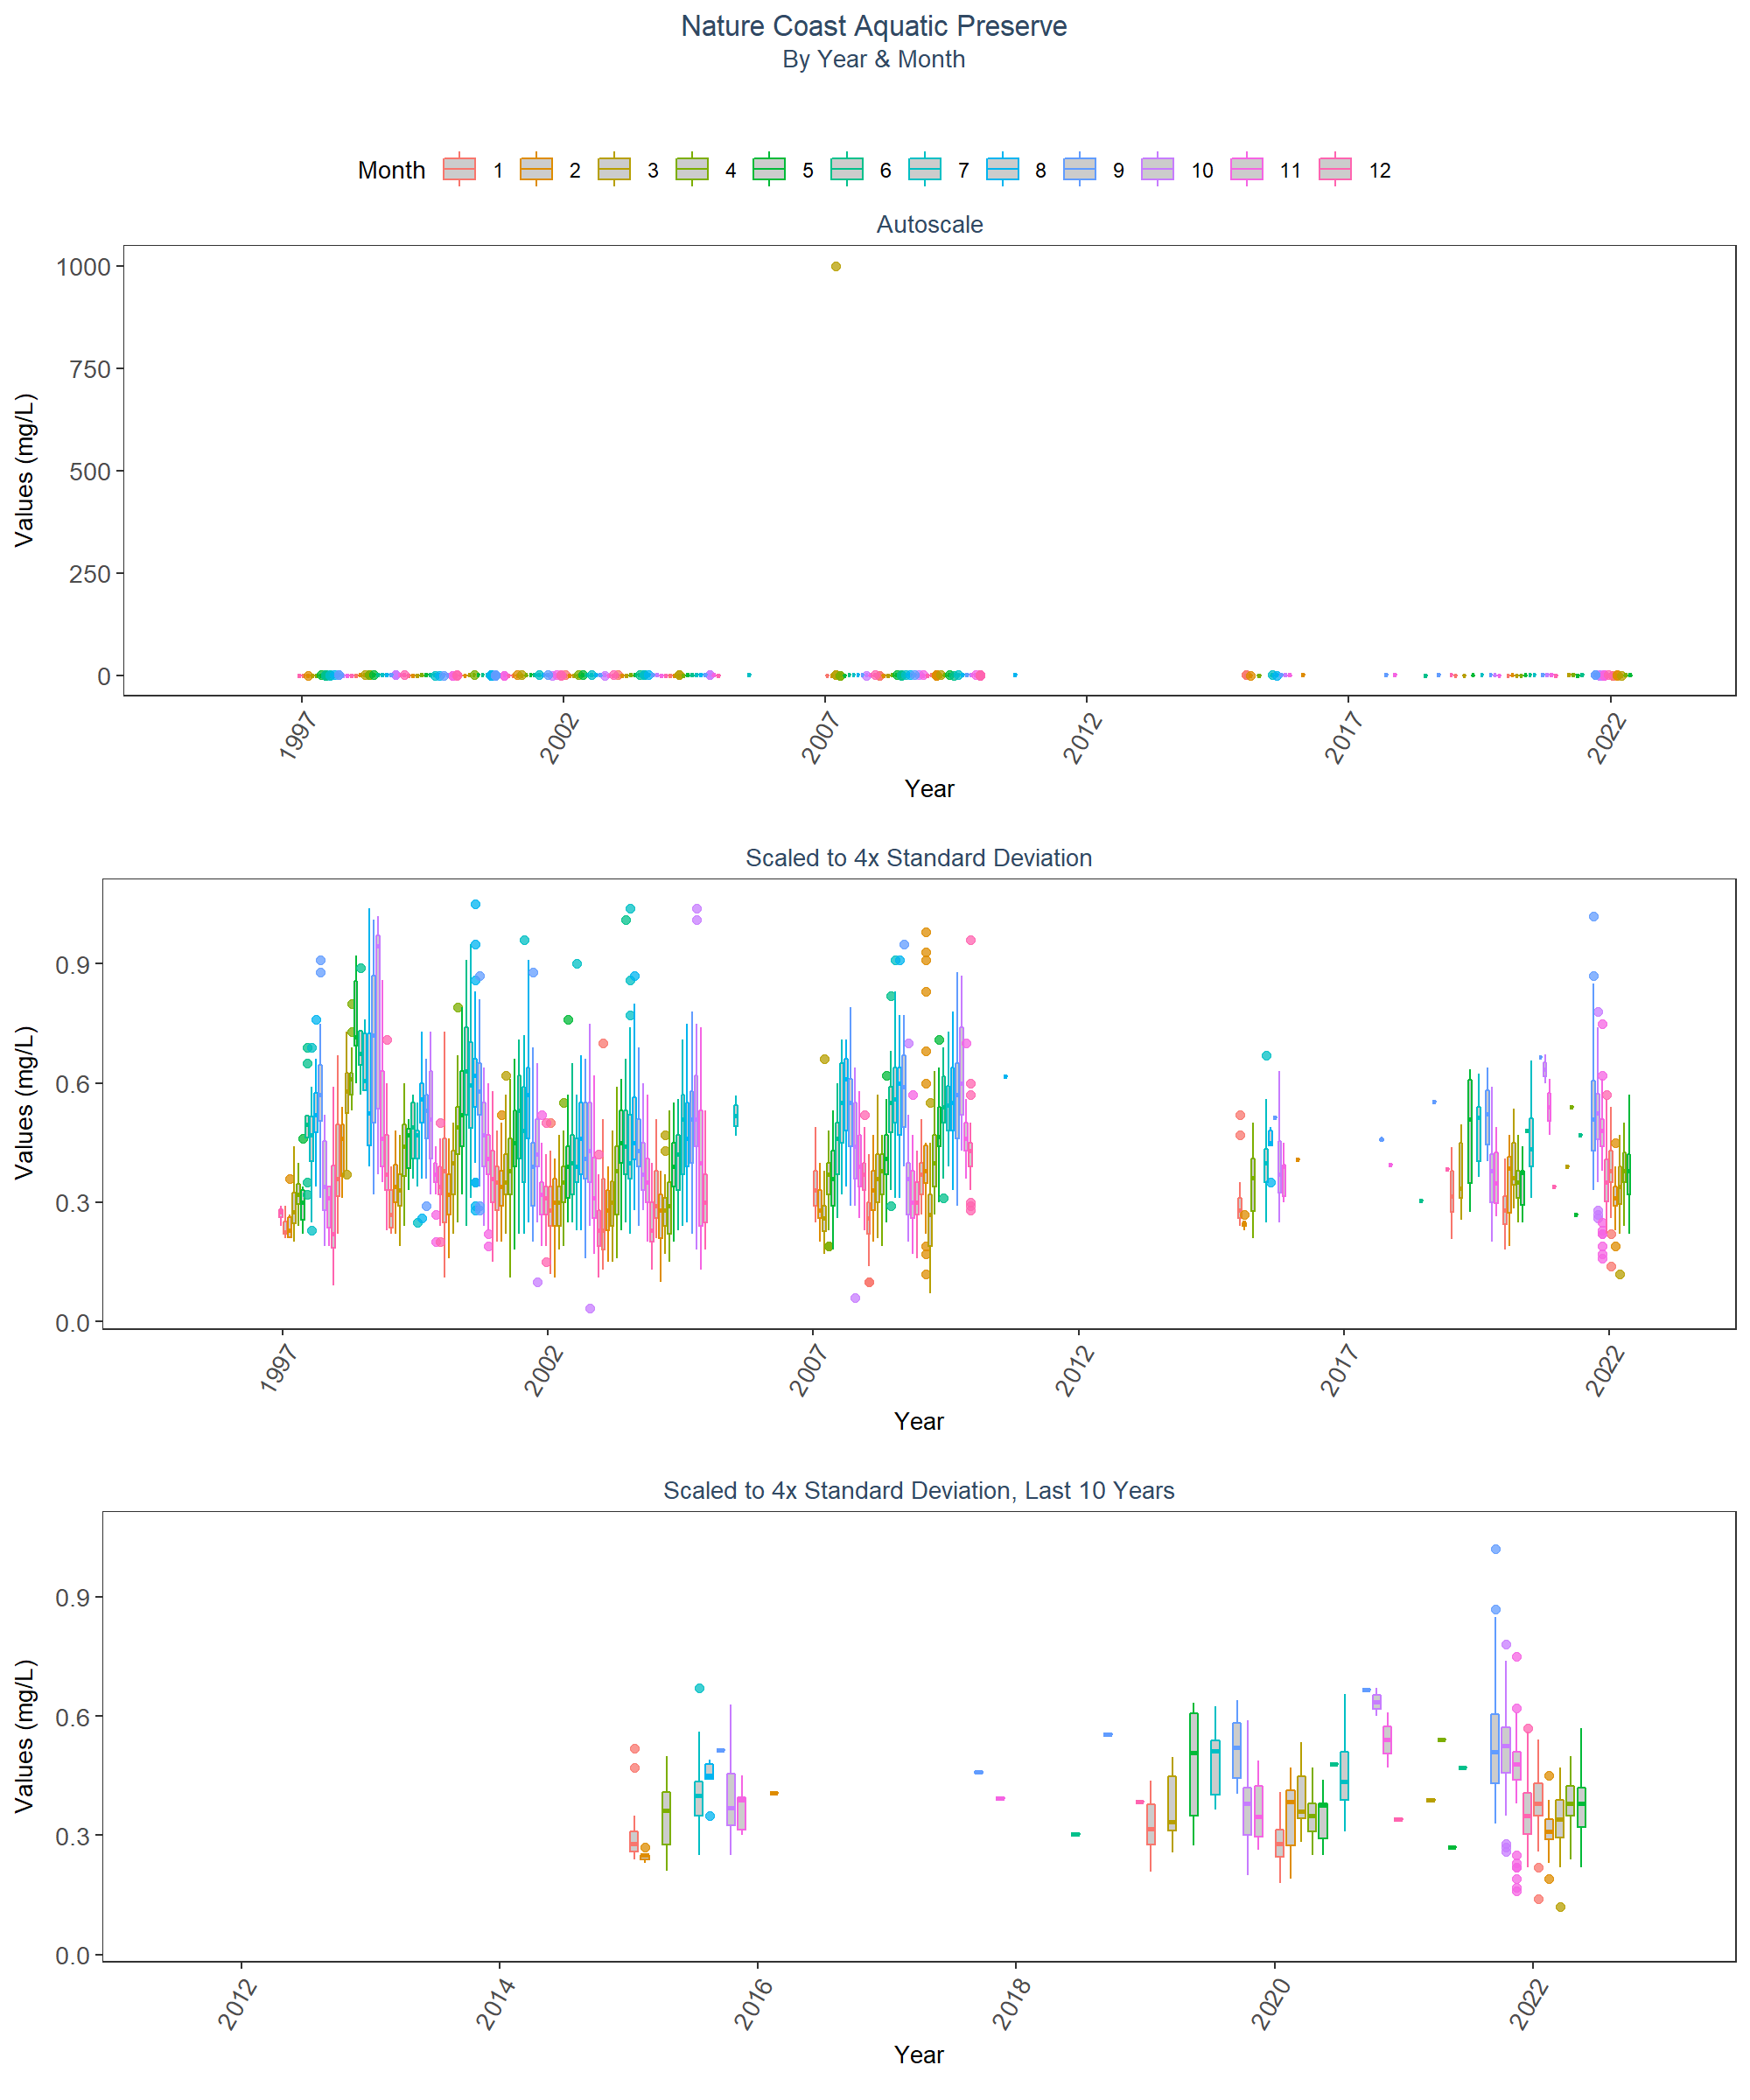 Nature Coast Aquatic Preserve
By Year & Month
Month 1 2 3 4 5 6 7 8 9 10 11 12
Autoscale
Values (mg/L)
1000
750
500
250
0
1997 2002 2007 2012 2017 2022
Year
Scaled to 4x Standard Deviation
Values (mg/L)
0.9
0.6
0.3
0.0
1997 2002 2007 2012 2017 2022
Year
Scaled to 4x Standard Deviation, Last 10 Years
Values (mg/L)
0.9
0.6
0.3
0.0
2012 2014 2016 2018 2020 2022
Year